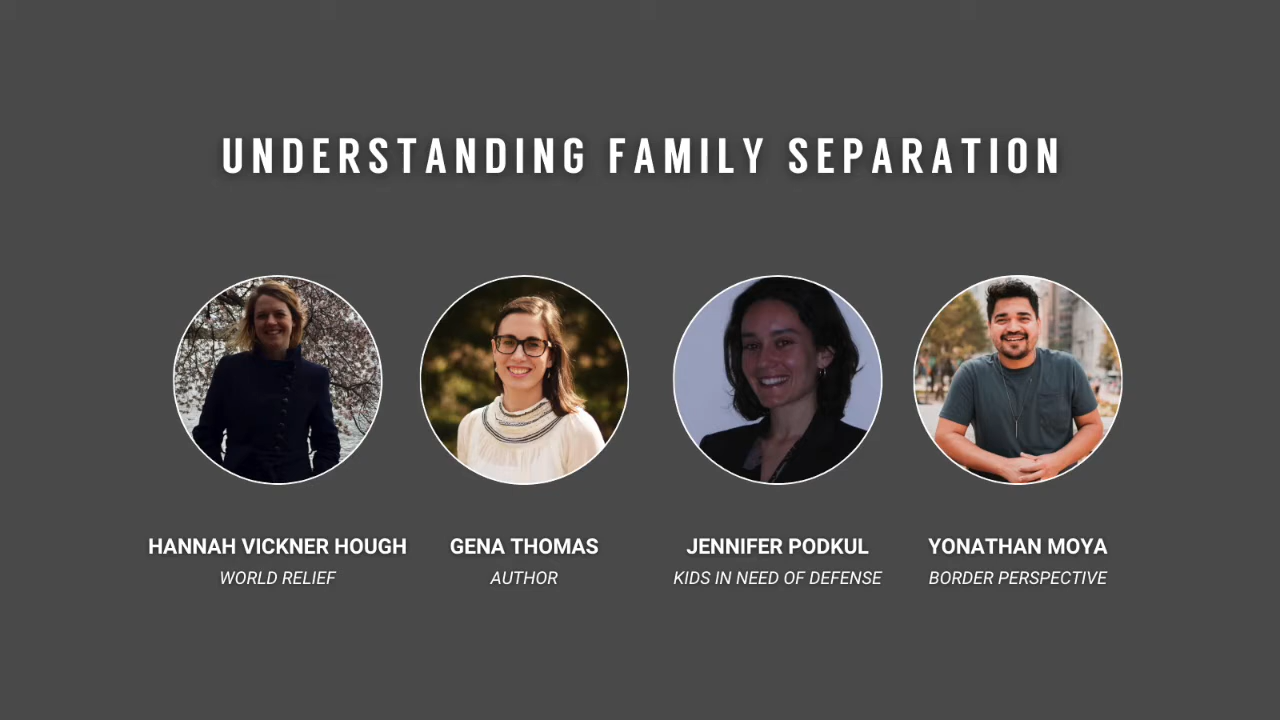 UNDERSTANDING FAMILY SEPARATION
HANNAH VICKNER HOUGH
WORLD RELIEF
GENA THOMAS
AUTHOR
JENNIFER PODKUL
KIDS IN NEED OF DEFENSE
YONATHAN MOYA
BORDER PERSPECTIVE